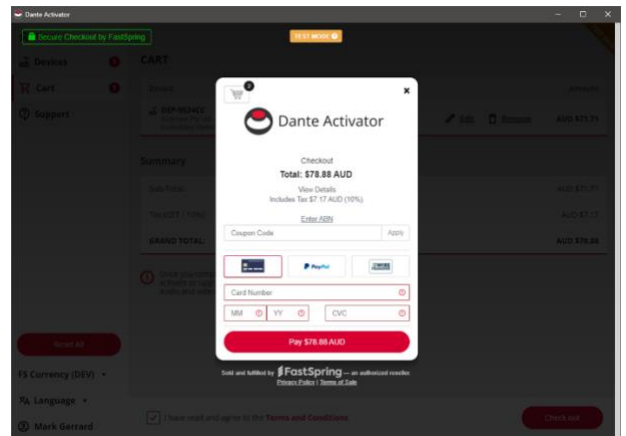 Dante Activator
Secure Checkout by FastSpring
TEST MODE
Devices
CART
Cart
Support
Edit
Remove
AUD $71.71
Summary
AUD $71.71
AUD $7.17
GRAND TOTAL:
AUD $78.88
2
Dante Activator
Checkout
Total: $78.88 AUD
View Details
Includes Tax $7.17 AUD (10%)
Enter ABN
Coupon Code
Apply
PayPal
Card Number
MM
YY
CVC
Pay $78.88 AUD
Sold and fulfilled by FastSpring — an authorized reseller.
Privacy Policy | Terms of Sale
Reset All
FS Currency (DEV)
Language
I have read and agree to the Terms and Conditions
Check out
Mark Garrard